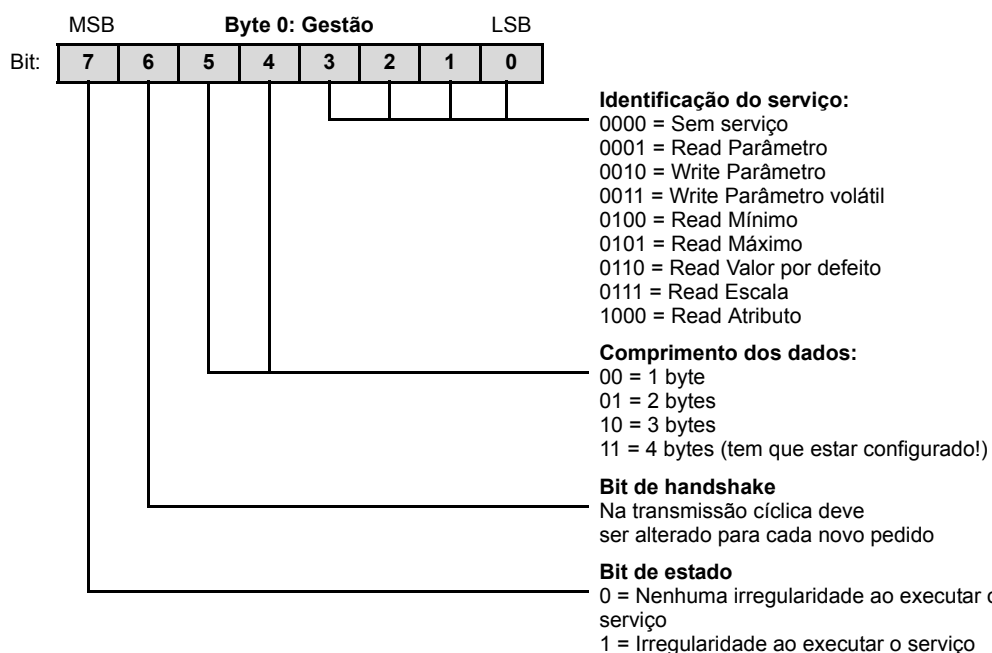 MSB Byte 0: Gestão LSB
Bit: 7 6 5 4 3 2 1 0
Identificação do serviço:
0000 = Sem serviço
0001 = Read Parâmetro
0010 = Write Parâmetro
0011 = Write Parâmetro volátil
0100 = Read Mínimo
0101 = Read Máximo
0110 = Read Valor por defeito
0111 = Read Escala
1000 = Read Atributo
Comprimento dos dados:
00 = 1 byte
01 = 2 bytes
10 = 3 bytes
11 = 4 bytes (tem que estar configurado!)
Bit de handshake
Na transmissão cíclica deve
ser alterado para cada novo pedido
Bit de estado
0 = Nenhuma irregularidade ao executar
serviço
1 = Irregularidade ao executar o serviço